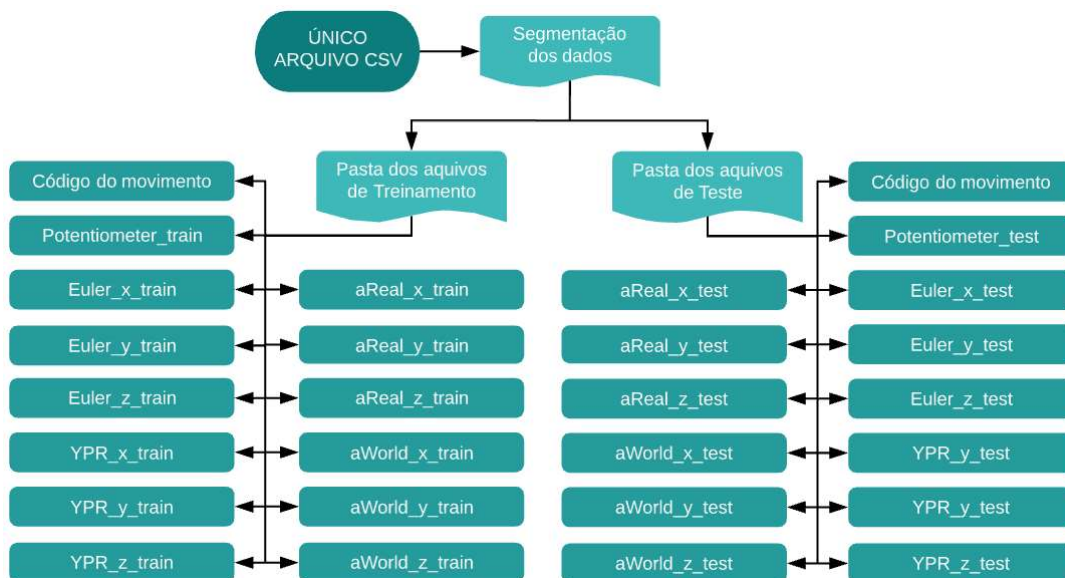 ÚNICO
ARQUIVO CSV
Segmentação
dos dados
Pasta dos aquivos
de Treinamento
Pasta dos aquivos
de Teste
Código do movimento
Potentiometer_train
Euler_x_train
Euler_y_train
Euler_z_train
YPR_x_train
YPR_y_train
YPR_z_train
aReal_x_train
aReal_y_train
aReal_z_train
aWorld_x_train
aWorld_y_train
aWorld_z_train
aReal_x_test
aReal_y_test
aReal_z_test
aWorld_x_test
aWorld_y_test
aWorld_z_test
Código do movimento
Potentiometer_test
Euler_x_test
Euler_y_test
Euler_z_test
YPR_y_test
YPR_y_test
YPR_z_test